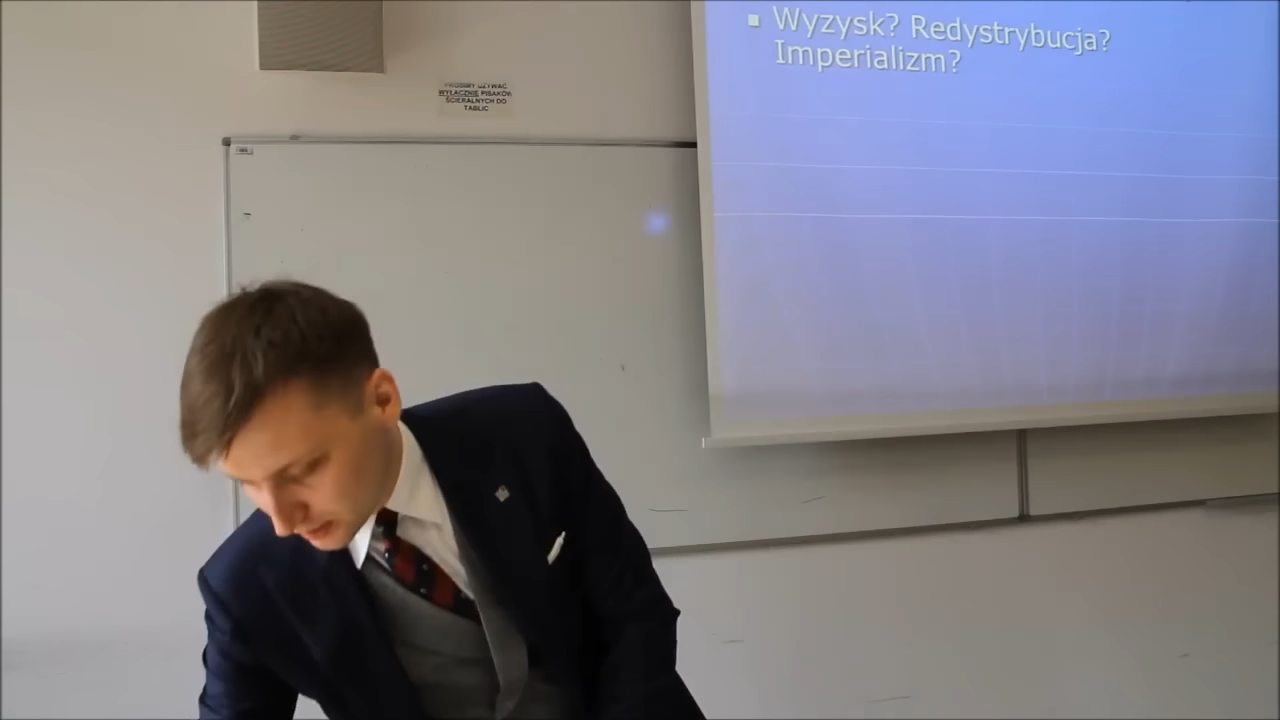 Wyzysk? Redystrybucja?
Imperializm?
PROSIMY UŻYWAĆ
WYŁĄCZNIE PISAKÓW
ŚCIERALNYCH DO
TABLIC